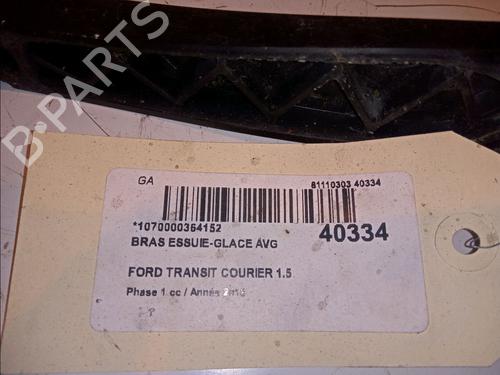 B-PARTS
GA
81110303 40334
*1070000364152
BRAS ESSUIE-GLACE AVG
40334
FORD TRANSIT COURIER 1.5
Phase 1 cc / Année